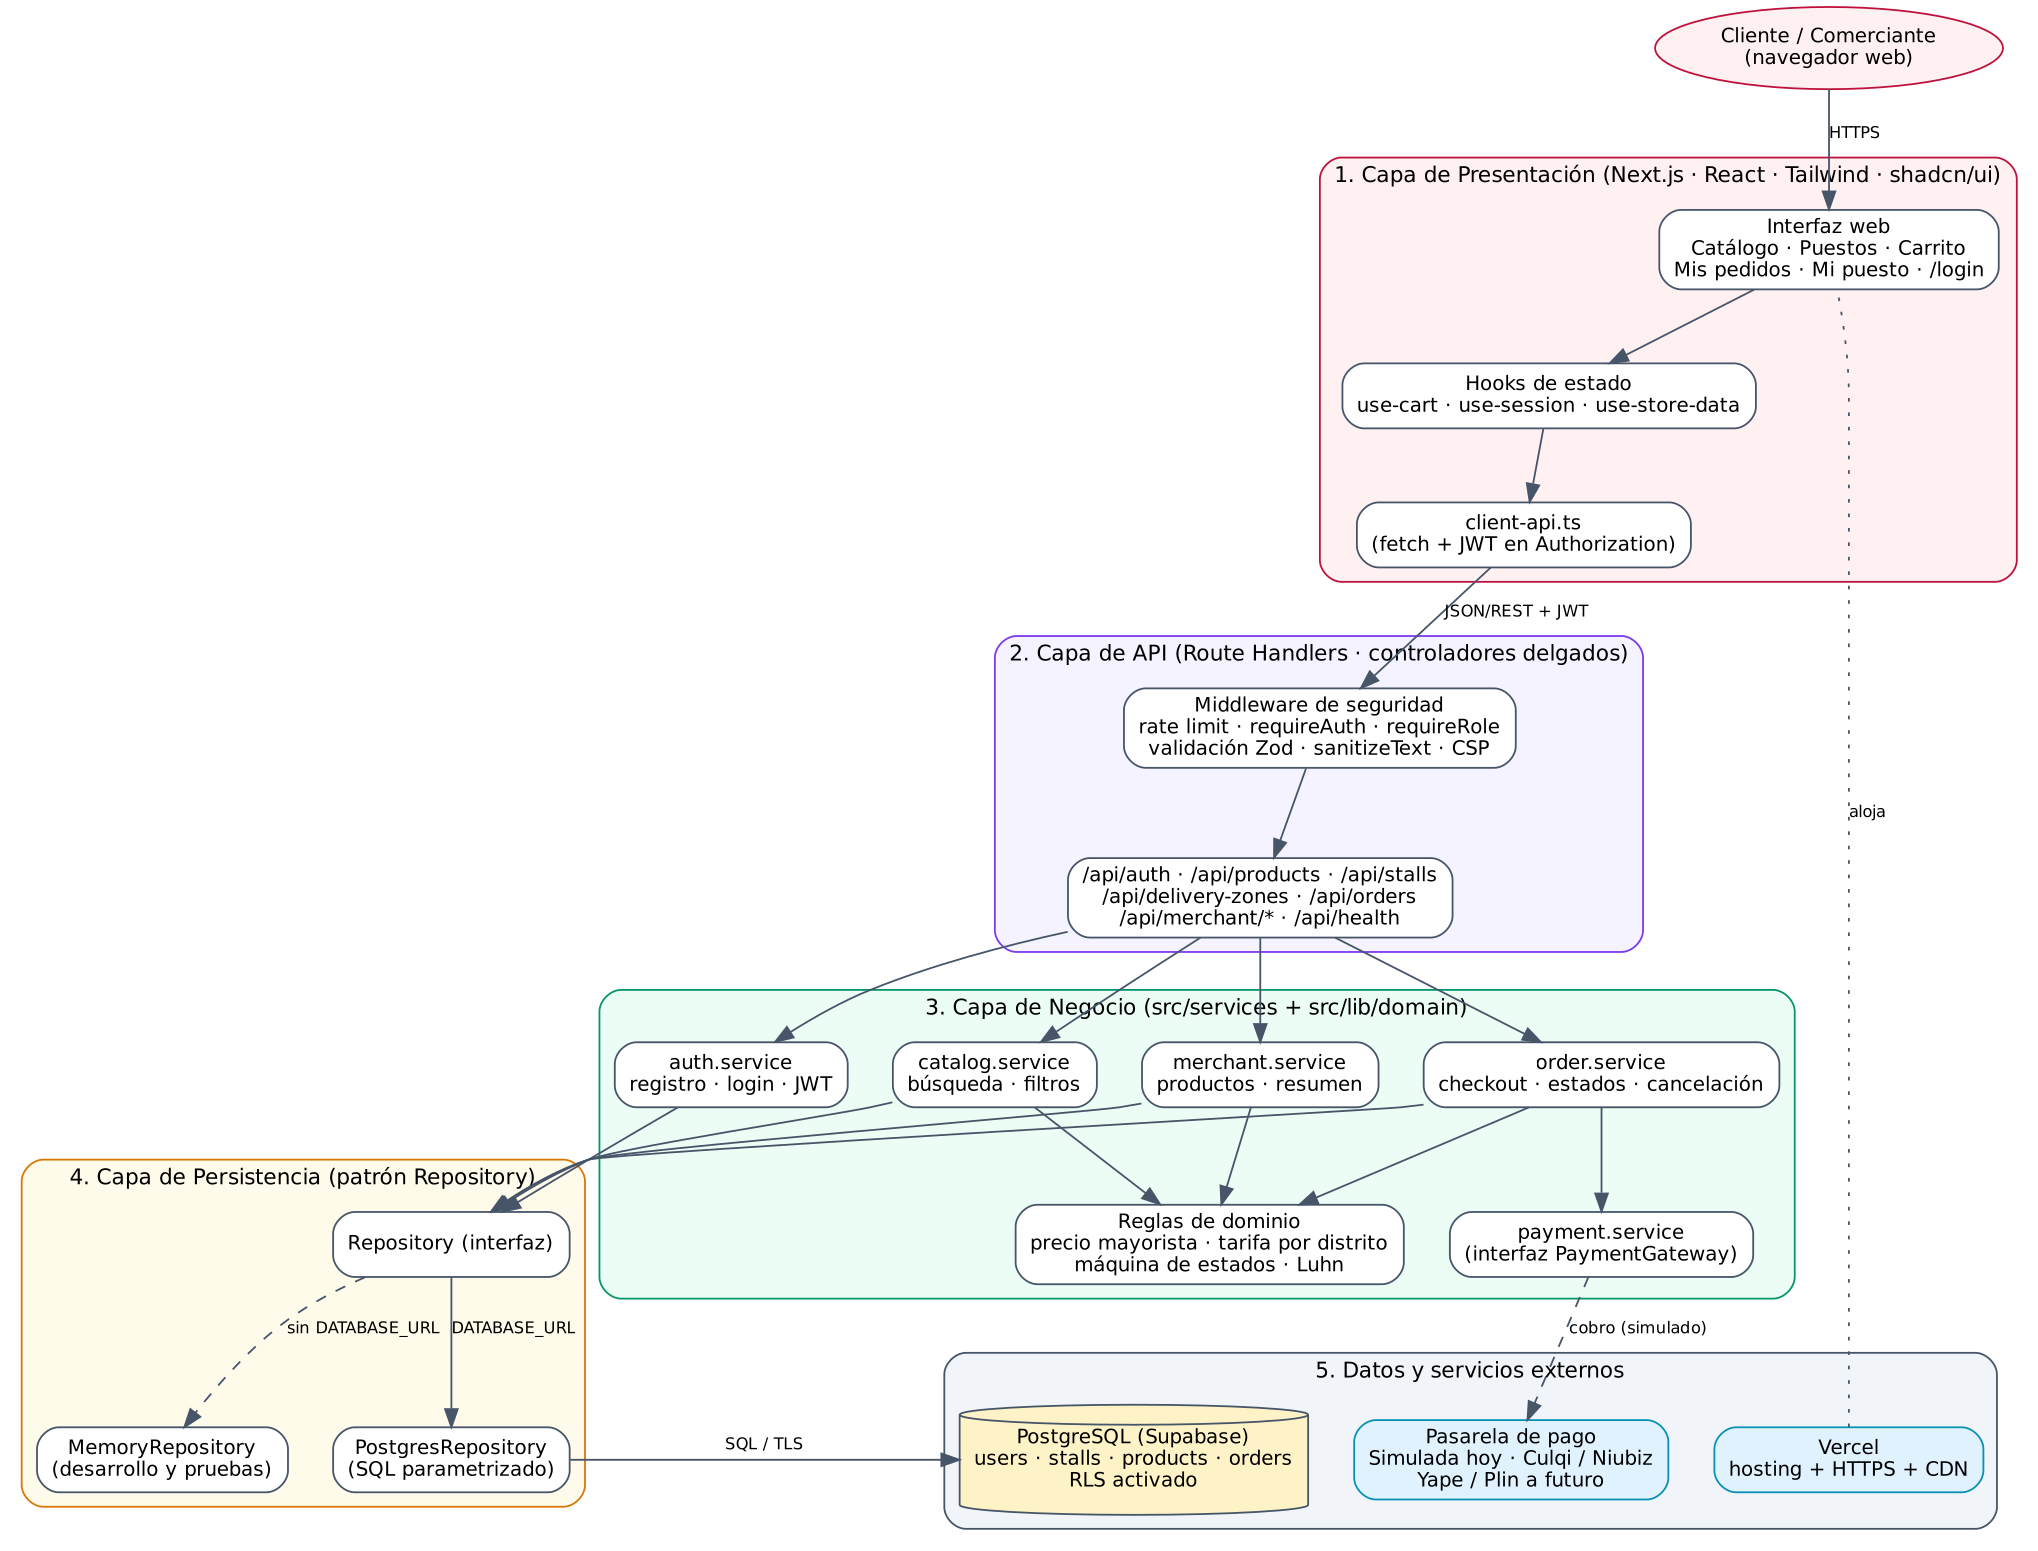 Cliente / Comerciante
(navegador web)
HTTPS
1. Capa de Presentación (Next.js · React · Tailwind · shadcn/ui)
Interfaz web
Catálogo · Puestos · Carrito
Mis pedidos · Mi puesto · /login
Hooks de estado
use-cart · use-session · use-store-data
client-api.ts
(fetch + JWT en Authorization)
JSON/REST + JWT
2. Capa de API (Route Handlers · controladores delgados)
Middleware de seguridad
rate limit · requireAuth · requireRole
validación Zod · sanitizeText · CSP
aloja
/api/auth · /api/products · /api/stalls
/api/delivery-zones · /api/orders
/api/merchant/* · /api/health
3. Capa de Negocio (src/services + src/lib/domain)
auth.service
registro · login · JWT
catalog.service
búsqueda · filtros
merchant.service
productos · resumen
order.service
checkout · estados · cancelación
4. Capa de Persistencia (patrón Repository)
Repository (interfaz)
Reglas de dominio
precio mayorista · tarifa por distrito
máquina de estados · Luhn
payment.service
(interfaz PaymentGateway)
sin DATABASE_URL
DATABASE_URL
cobro (simulado)
5. Datos y servicios externos
MemoryRepository
(desarrollo y pruebas)
PostgresRepository
(SQL parametrizado)
SQL / TLS
PostgreSQL (Supabase)
users · stalls · products · orders
RLS activado
Pasarela de pago
Simulada hoy · Culqi / Niubiz
Yape / Plin a futuro
Vercel
hosting + HTTPS + CDN